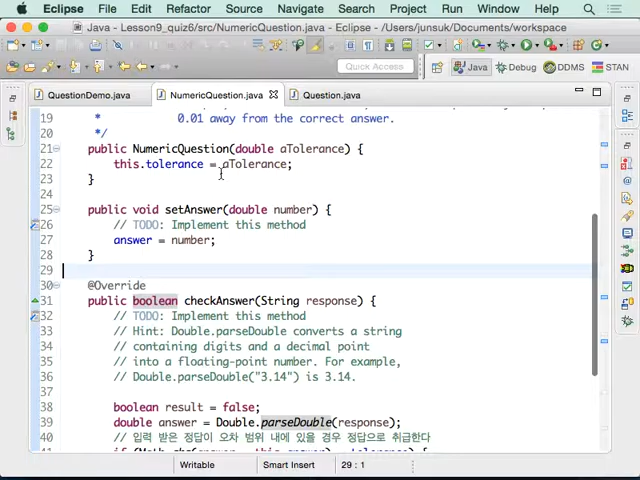 Eclipse File Edit Refactor Source Navigate Search Project Run Window Help
Java - Lesson9_quiz6/src/NumericQuestion.java - Eclipse - /Users/junsuk/Documents/workspace
Quick Access Java Debug DDMS STAN
QuestionDemo.java NumericQuestion.java Question.java
19 * 0.01 away from the correct answer.
20 */
21 public NumericQuestion(double aTolerance) {
22 this.tolerance = aTolerance;
23 }
24
25 public void setAnswer(double number) {
26 // TODO: Implement this method
27 answer = number;
28 }
29
30 @Override
31 public boolean checkAnswer(String response) {
32 // TODO: Implement this method
33 // Hint: Double.parseDouble converts a string
34 // containing digits and a decimal point
35 // into a floating-point number. For example,
36 // Double.parseDouble("3.14") is 3.14.
37
38 boolean result = false;
39 double answer = Double.parseDouble(response);
40 // 입력 받은 정답이 오차 범위 내에 있을 경우 정답으로 취급한다
Writable Smart Insert 29 : 1